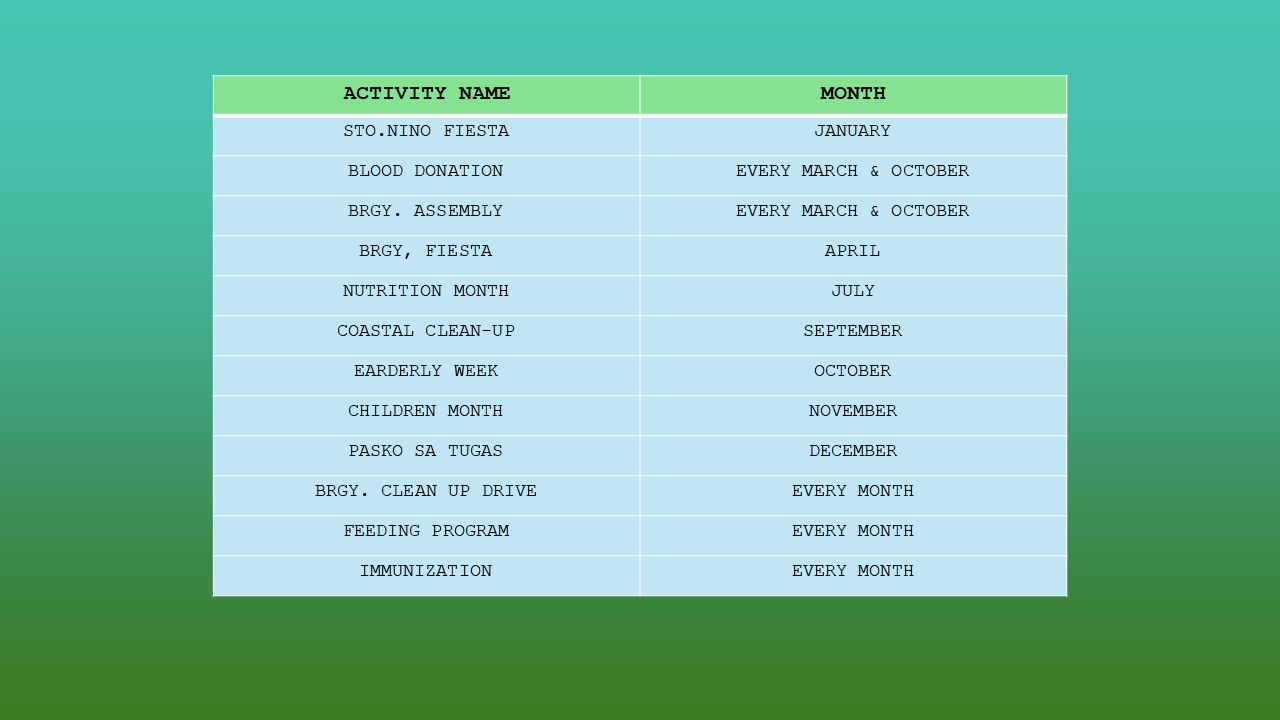 ACTIVITY NAME MONTH
STO.NINO FIESTA JANUARY
BLOOD DONATION EVERY MARCH & OCTOBER
BRGY. ASSEMBLY EVERY MARCH & OCTOBER
BRGY, FIESTA APRIL
NUTRITION MONTH JULY
COASTAL CLEAN-UP SEPTEMBER
EARDERLY WEEK OCTOBER
CHILDREN MONTH NOVEMBER
PASKO SA TUGAS DECEMBER
BRGY. CLEAN UP DRIVE EVERY MONTH
FEEDING PROGRAM EVERY MONTH
IMMUNIZATION EVERY MONTH